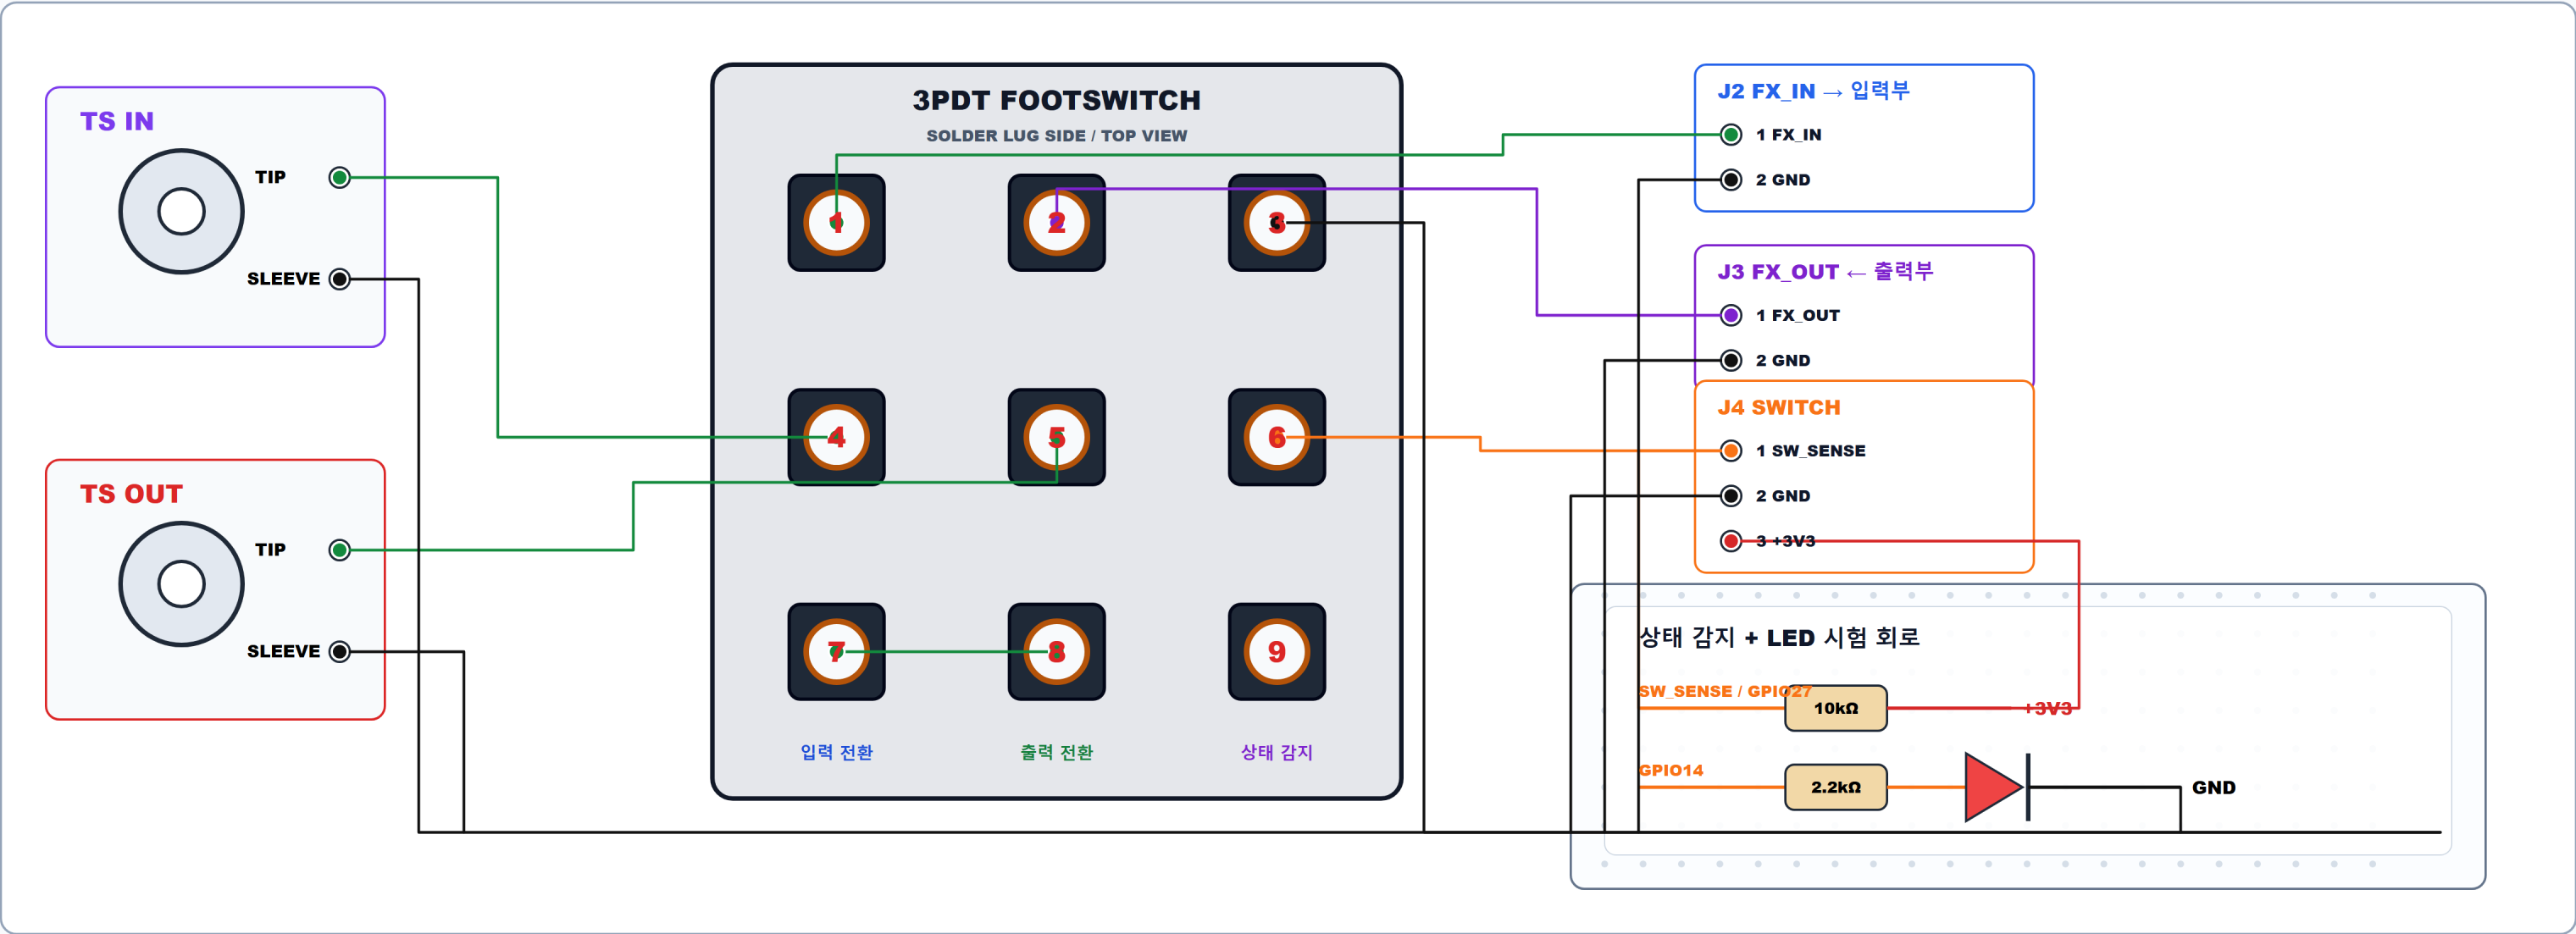 TS IN
TIP
SLEEVE
TS OUT
TIP
SLEEVE
3PDT FOOTSWITCH
SOLDER LUG SIDE / TOP VIEW
1
2
3
4
5
6
7
8
9
입력 전환
출력 전환
상태 감지
J2 FX_IN → 입력부
1 FX_IN
2 GND
J3 FX_OUT ← 출력부
1 FX_OUT
2 GND
J4 SWITCH
1 SW_SENSE
2 GND
3 +3V3
상태 감지 + LED 시험 회로
SW_SENSE / GPIO27
10kΩ
+3V3
GPIO14
2.2kΩ
GND